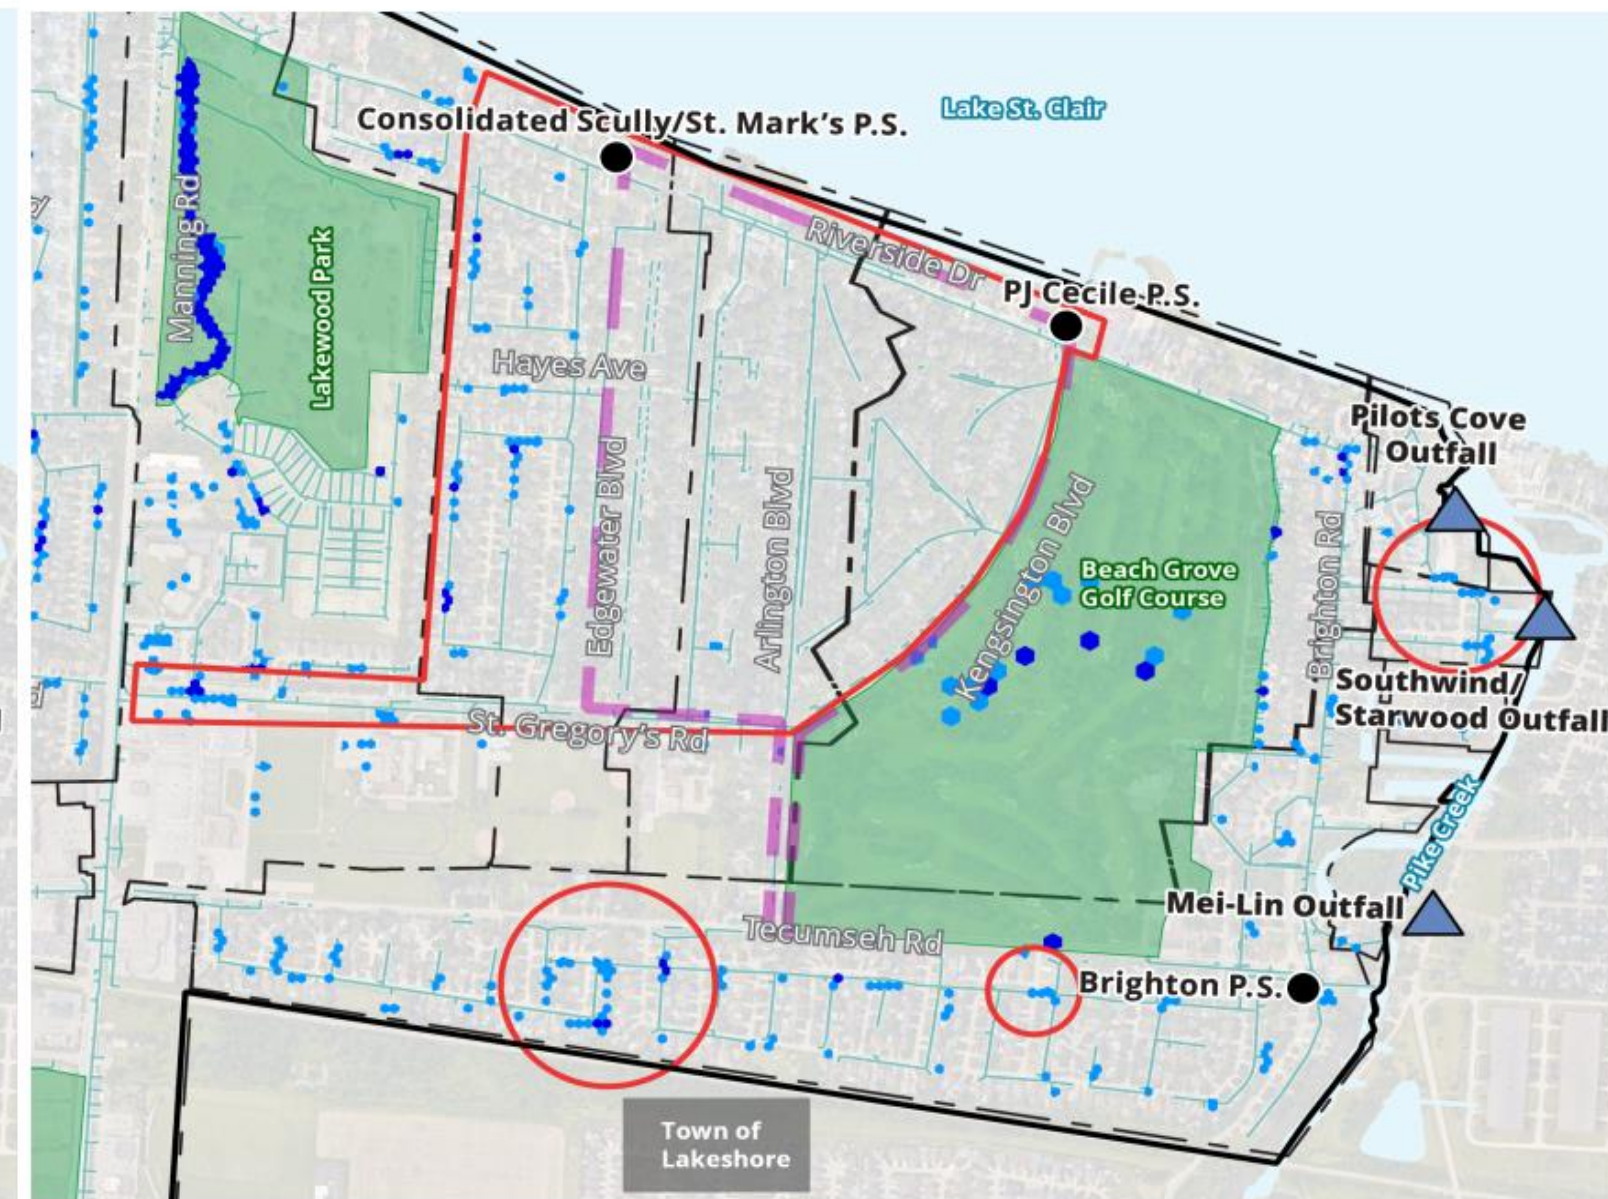 Lake St. Clair
Consolidated Scully/St. Mark's P.S.
Manning Rd
Lakewood Park
Riverside Dr
PJ Cecile P.S.
Hayes Ave
Edgewater Blvd
Arlington Blvd
Kengsington Blvd
Beach Grove
Golf Course
Pilots Cove
Outfall
Brighton Rd
Southwind/
Starwood Outfall
St. Gregory's Rd
Pike Creek
Mei-Lin Outfall
Tecumseh Rd
Brighton P.S.
Town of
Lakeshore